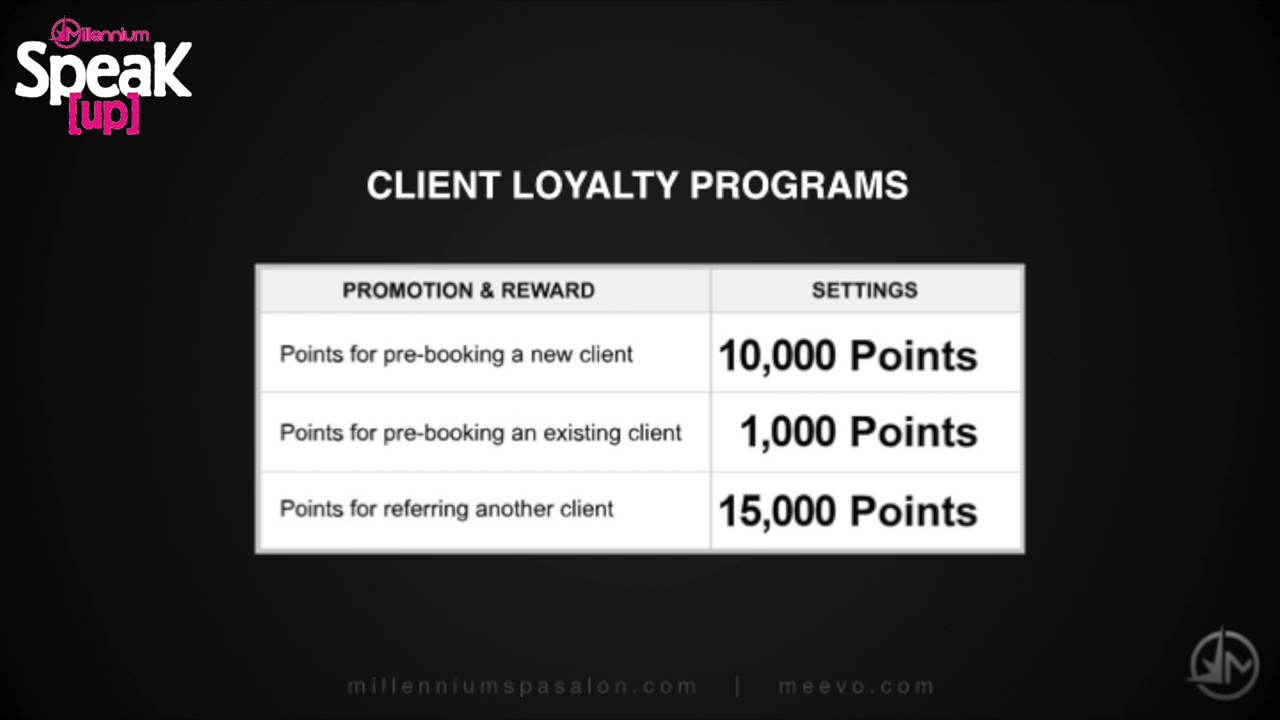 Millennium
Speak
[up]
CLIENT LOYALTY PROGRAMS
PROMOTION & REWARD SETTINGS
Points for pre-booking a new client 10,000 Points
Points for pre-booking an existing client 1,000 Points
Points for referring another client 15,000 Points
millenniumspasalon.com | meevo.com